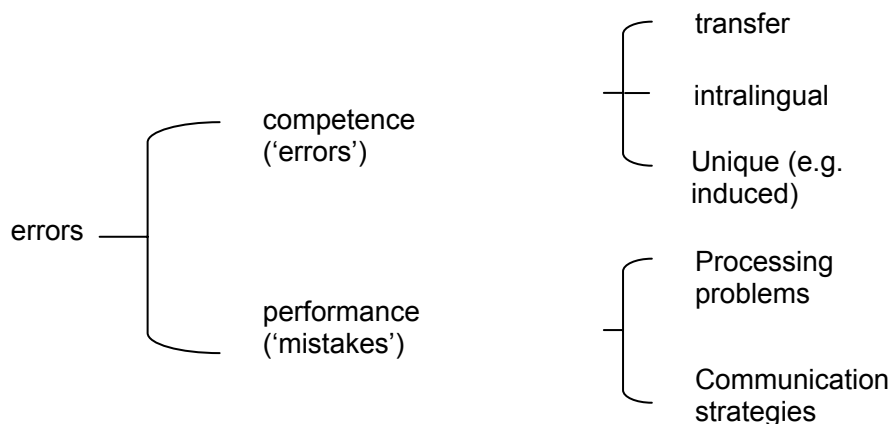 transfer
intralingual
competence
(‘errors’)
Unique (e.g.
induced)
errors
Processing
problems
performance
(‘mistakes’)
Communication
strategies